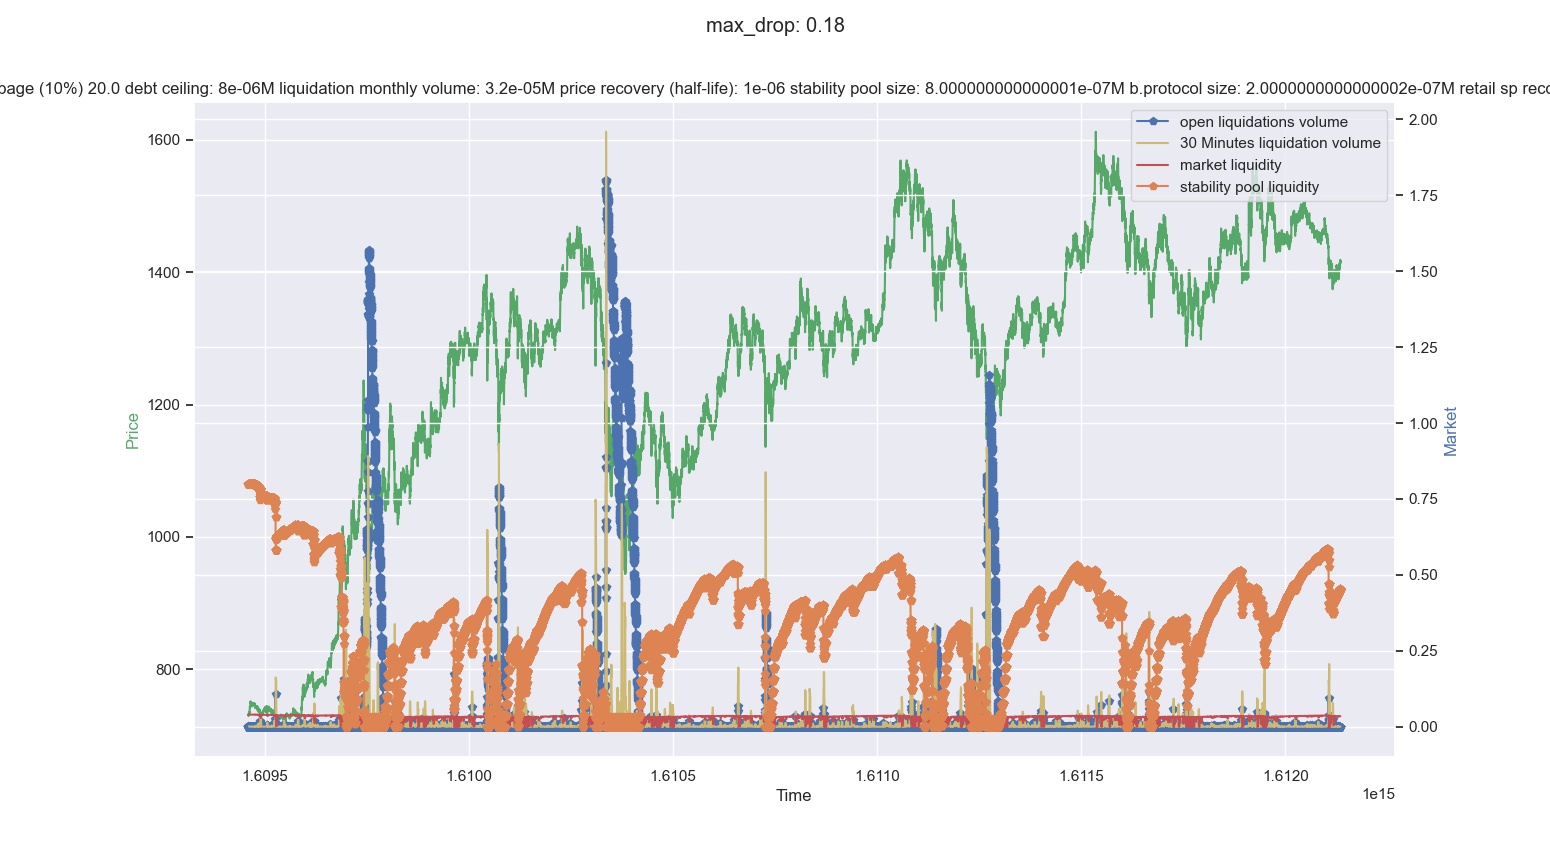 max_drop: 0.18
(10%) 20.0 debt ceiling: 8e-06M liquidation monthly volume: 3.2e-05M price recovery (half-life): 1e-06 stability pool size: 8.000000000000001e-07M b.protocol size: 2.0000000000000002e-07M retail sp
open liquidations volume
30 Minutes liquidation volume
market liquidity
stability pool liquidity
1600
1400
1200
1000
800
Price
2.00
1.75
1.50
1.25
1.00
0.75
0.50
0.25
0.00
Market
1.6095 1.6100 1.6105 1.6110 1.6115 1.6120
1e15
Time